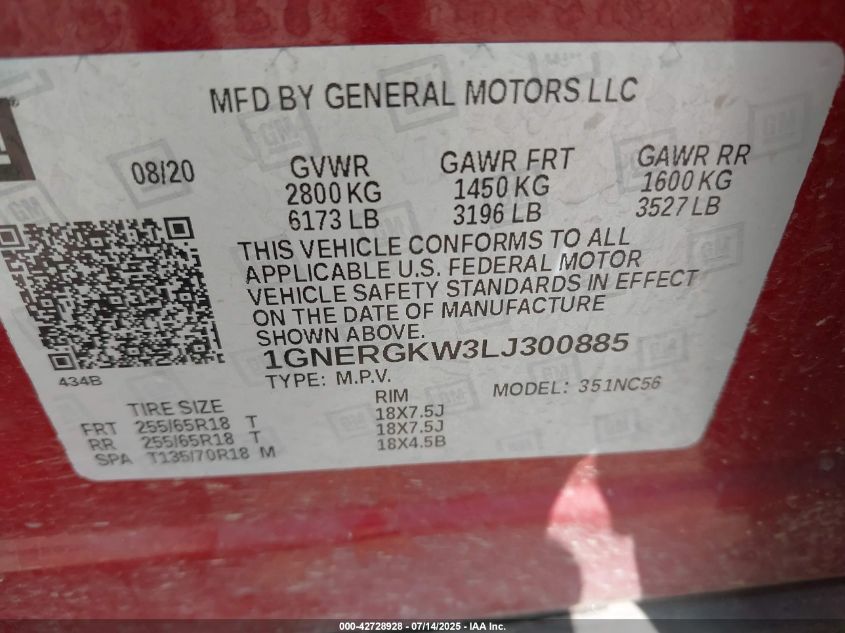 MFD BY GENERAL MOTORS LLC
08/20
GVWR
2800 KG
6173 LB
GAWR FRT
1450 KG
3196 LB
GAWR RR
1600 KG
3527 LB
THIS VEHICLE CONFORMS TO ALL
APPLICABLE U.S. FEDERAL MOTOR
VEHICLE SAFETY STANDARDS IN EFFECT
ON THE DATE OF MANUFACTURE
SHOWN ABOVE.
1GNERGKW3LJ300885
434B
TYPE: M.P.V.
MODEL: 351NC56
TIRE SIZE RIM
FRT 255/65R18 T 18X7.5J
RR 255/65R18 T 18X7.5J
SPA T135/70R18 M 18X4.5B
000-42728928 - 07/14/2025 - IAA Inc.